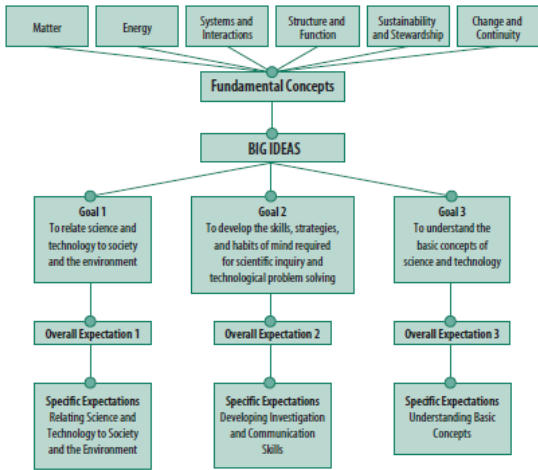 Matter
Energy
Systems and
Interactions
Structure and
Function
Sustainability
and Stewardship
Change and
Continuity
Fundamental Concepts
BIG IDEAS
Goal 1
To relate science and
technology to society
and the environment
Goal 2
To develop the skills, strategies,
and habits of mind required
for scientific inquiry and
technological problem solving
Goal 3
To understand the
basic concepts of
science and technology
Overall Expectation 1
Overall Expectation 2
Overall Expectation 3
Specific Expectations
Relating Science and
Technology to Society
and the Environment
Specific Expectations
Developing Investigation
and Communication
Skills
Specific Expectations
Understanding Basic
Concepts